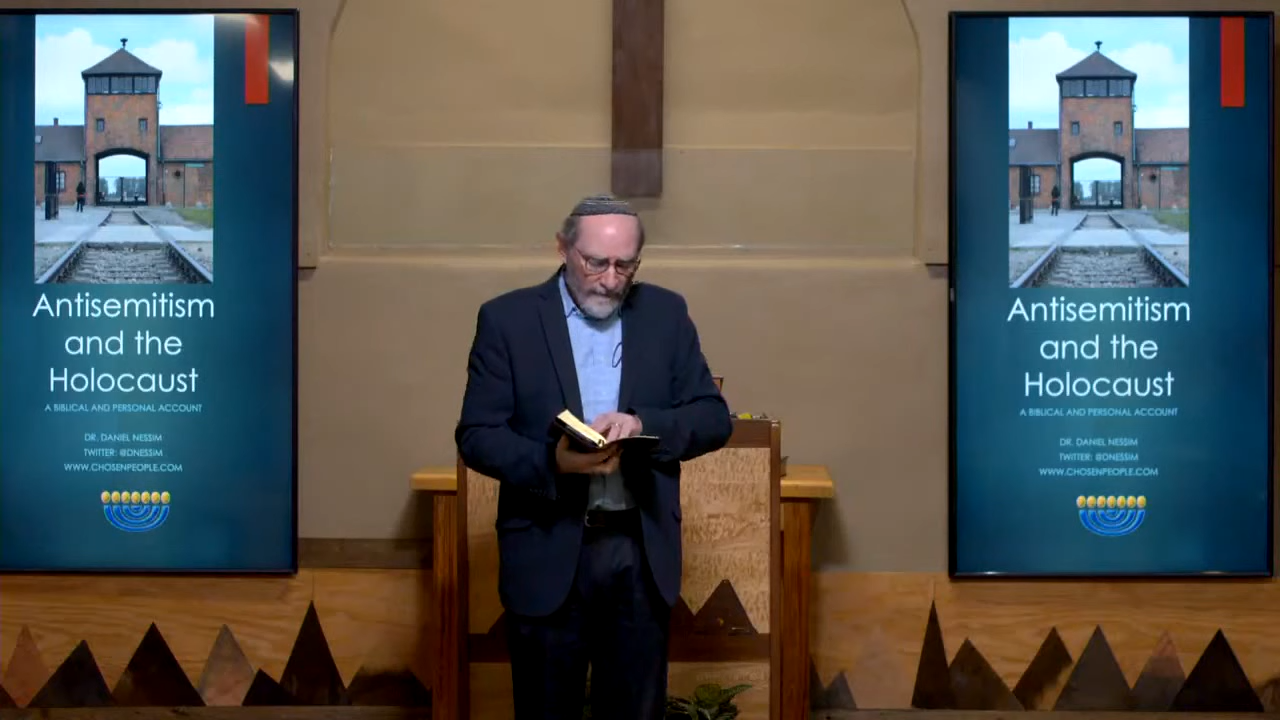 Antisemitism
and the
Holocaust
A BIBLICAL AND PERSONAL ACCOUNT
DR. DANIEL NESSIM
TWITTER: @DNESSIM
WWW.CHOSENPEOPLE.COM
Antisemitism
and the
Holocaust
A BIBLICAL AND PERSONAL ACCOUNT
DR. DANIEL NESSIM
TWITTER: @DNESSIM
WWW.CHOSENPEOPLE.COM